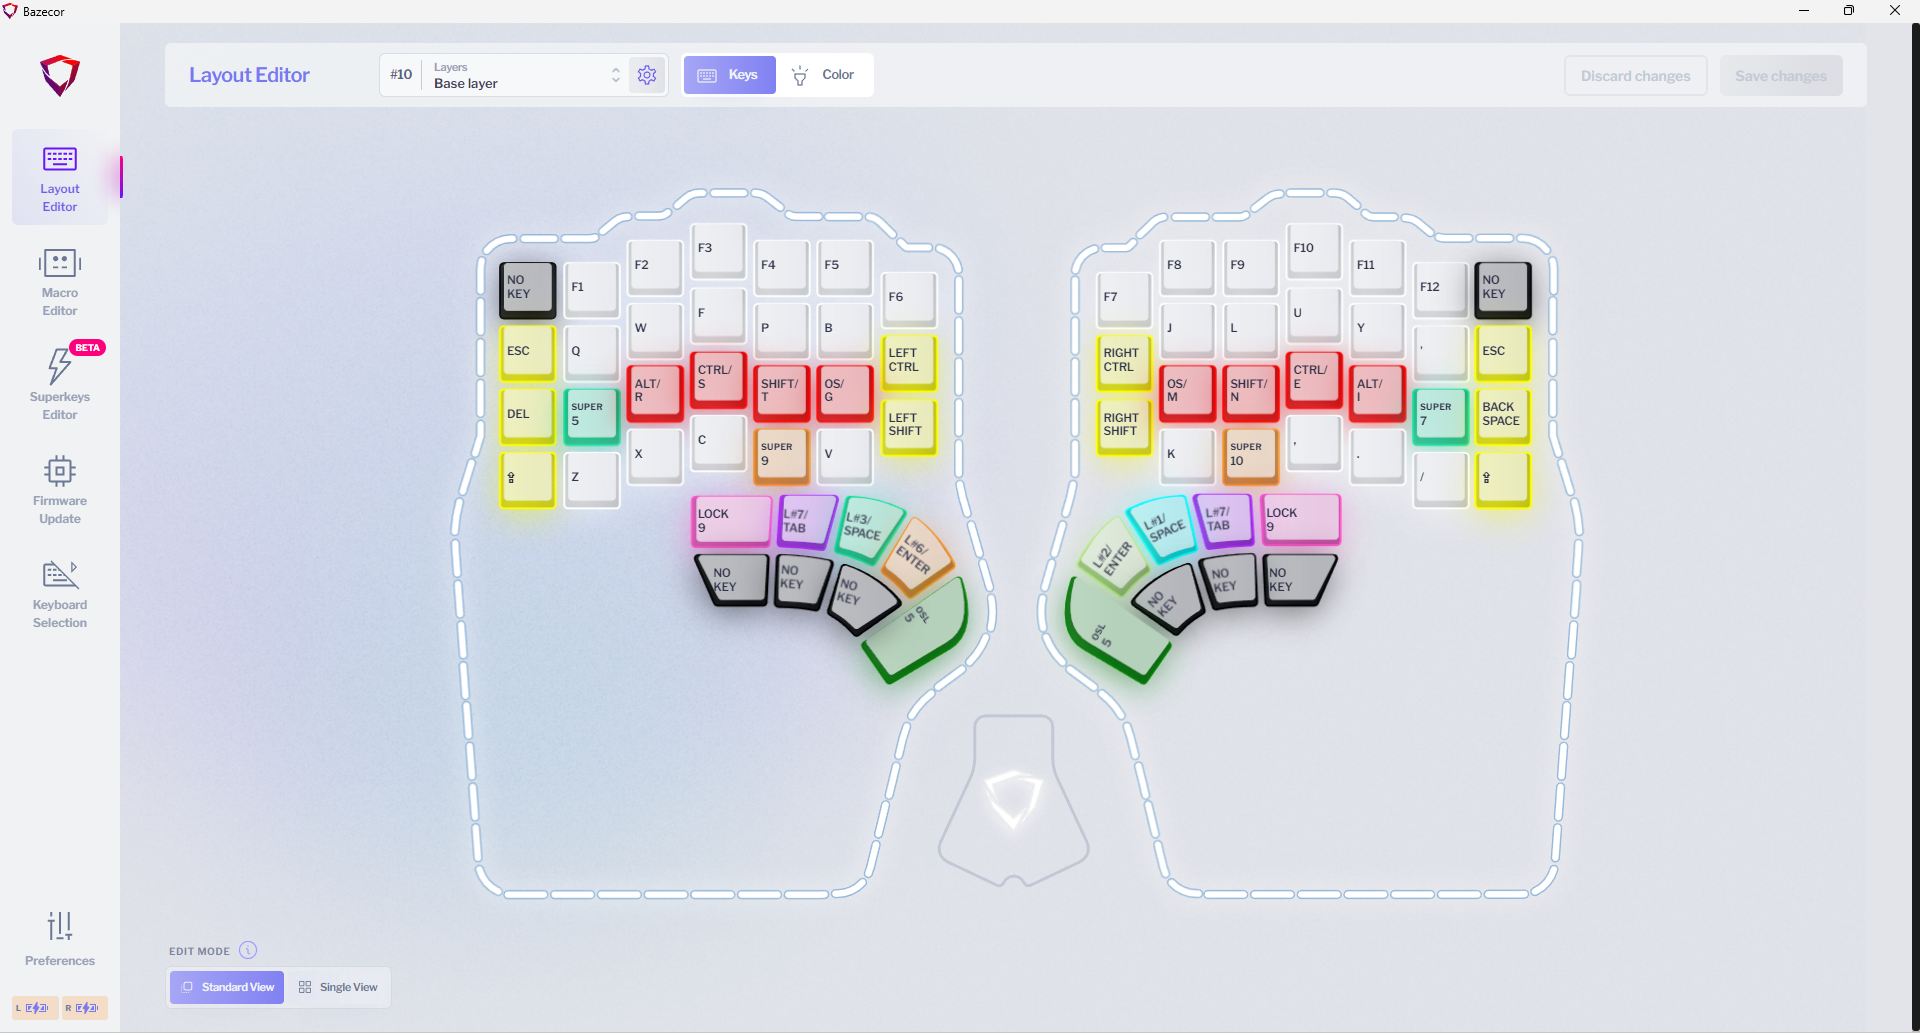 Bazecor
Layout Editor
#10
Layers
Base layer
Keys
Color
Discard changes
Save changes
Layout
Editor
Macro
Editor
BETA
Superkeys
Editor
Firmware
Update
Keyboard
Selection
Preferences
L
R
NO
KEY
F1
F2
F3
F4
F5
F6
ESC
Q
W
F
P
B
LEFT
CTRL
DEL
SUPER
5
ALT/
R
CTRL/
S
SHIFT/
T
OS/
G
LEFT
SHIFT
⇪
Z
X
C
SUPER
9
V
LOCK
9
L#7/
TAB
L#3/
SPACE
L#6/
ENTER
NO
KEY
NO
KEY
NO
KEY
OSL
5
F7
F8
F9
F10
F11
F12
NO
KEY
RIGHT
CTRL
J
L
U
Y
'
ESC
RIGHT
SHIFT
OS/
M
SHIFT/
N
CTRL/
E
ALT/
I
SUPER
7
BACK
SPACE
K
SUPER
10
,
.
/
⇪
L#2/
ENTER
L#1/
SPACE
L#7/
TAB
LOCK
9
OSL
5
NO
KEY
NO
KEY
NO
KEY
EDIT MODE
Standard View
Single View